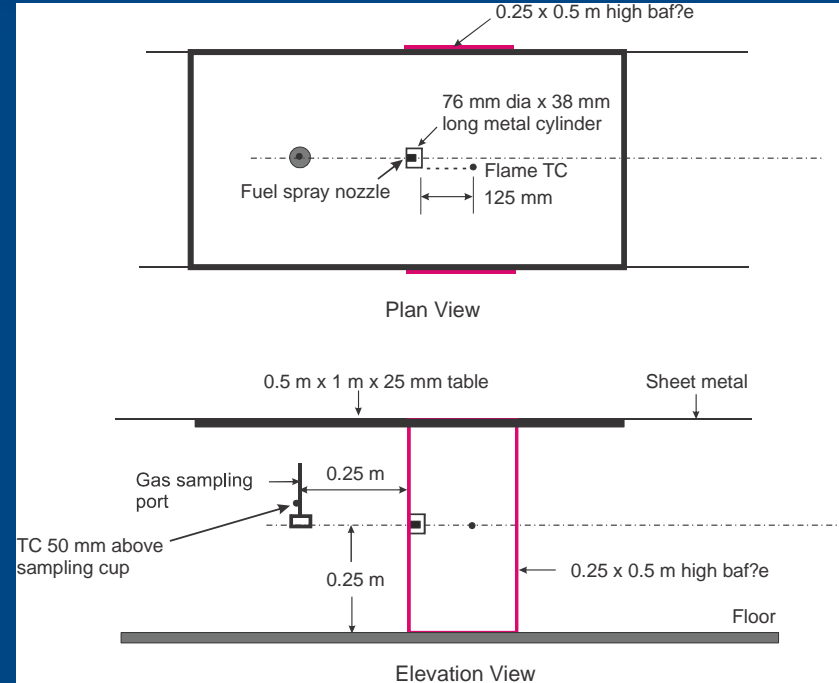 0.25 x 0.5 m high baf?e
76 mm dia x 38 mm
long metal cylinder
Flame TC
Fuel spray nozzle
125 mm
Plan View
0.5 m x 1 m x 25 mm table
Sheet metal
Gas sampling
port
0.25 m
TC 50 mm above
sampling cup
0.25 m
0.25 x 0.5 m high baf?e
Floor
Elevation View